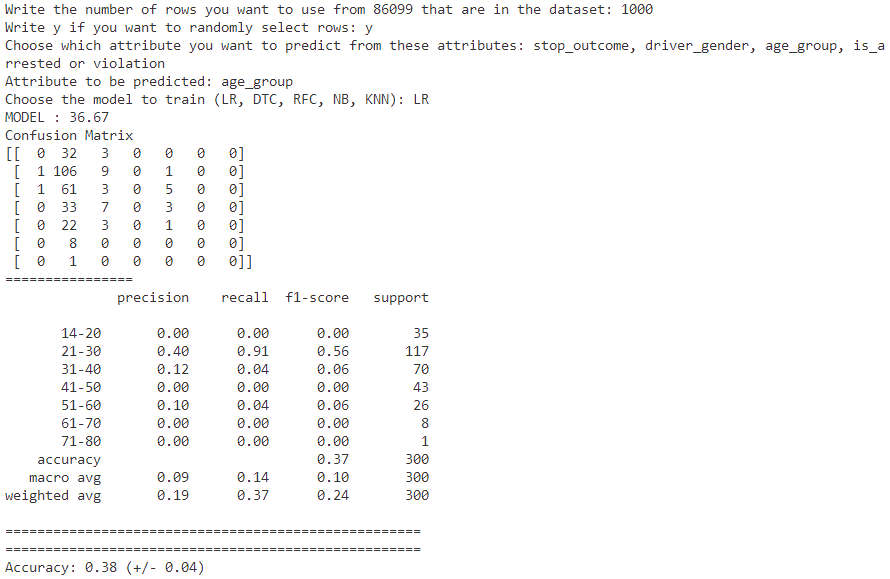 Write the number of rows you want to use from 86099 that are in the dataset: 1000
Write y if you want to randomly select rows: y
Choose which attribute you want to predict from these attributes: stop_outcome, driver_gender, age_group, is_a
rrested or violation
Attribute to be predicted: age_group
Choose the model to train (LR, DTC, RFC, NB, KNN): LR
MODEL : 36.67
Confusion Matrix
[[  0  32   3   0   0   0   0]
 [  1 106   9   0   1   0   0]
 [  1  61   3   0   5   0   0]
 [  0  33   7   0   3   0   0]
 [  0  22   3   0   1   0   0]
 [  0   8   0   0   0   0   0]
 [  0   1   0   0   0   0   0]]
================
              precision    recall  f1-score   support

       14-20       0.00      0.00      0.00        35
       21-30       0.40      0.91      0.56       117
       31-40       0.12      0.04      0.06        70
       41-50       0.00      0.00      0.00        43
       51-60       0.10      0.04      0.06        26
       61-70       0.00      0.00      0.00         8
       71-80       0.00      0.00      0.00         1
    accuracy                           0.37       300
   macro avg       0.09      0.14      0.10       300
weighted avg       0.19      0.37      0.24       300

====================================================
====================================================
Accuracy: 0.38 (+/- 0.04)